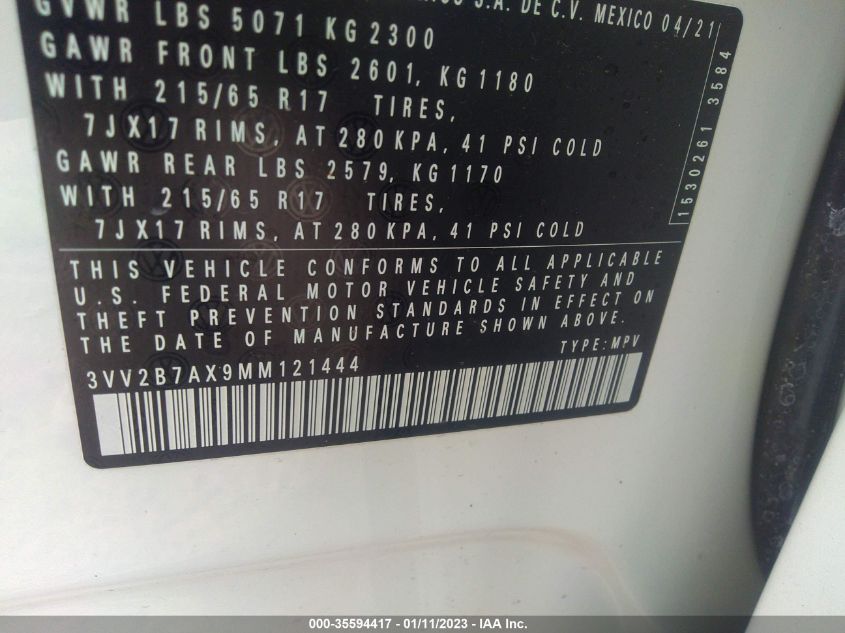 S.A. DE C.V. MEXICO 04/21
GVWR LBS 5071 KG 2300
GAWR FRONT LBS 2601, KG 1180
WITH 215/65 R17 TIRES,
7JX17 RIMS, AT 280 KPA, 41 PSI COLD
GAWR REAR LBS 2579, KG 1170
WITH 215/65 R17 TIRES,
7JX17 RIMS, AT 280 KPA, 41 PSI COLD
1530261 3584
THIS VEHICLE CONFORMS TO ALL APPLICABLE
U.S. FEDERAL MOTOR VEHICLE SAFETY AND
THEFT PREVENTION STANDARDS IN EFFECT ON
THE DATE OF MANUFACTURE SHOWN ABOVE.
TYPE: MPV
3VV2B7AX9MM121444
000-35594417 - 01/11/2023 - IAA Inc.